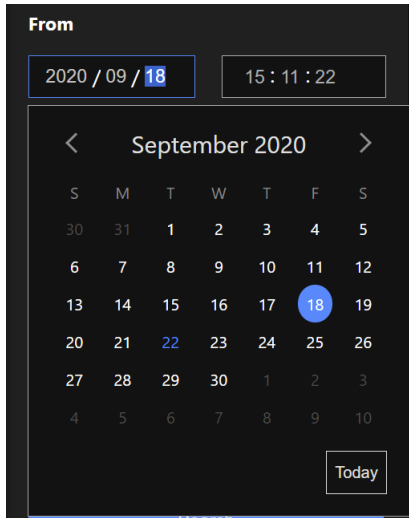 From
2020 / 09 / 18 15 : 11 : 22
September 2020
S M T W T F S
30 31 1 2 3 4 5
6 7 8 9 10 11 12
13 14 15 16 17 18 19
20 21 22 23 24 25 26
27 28 29 30 1 2 3
4 5 6 7 8 9 10
Today